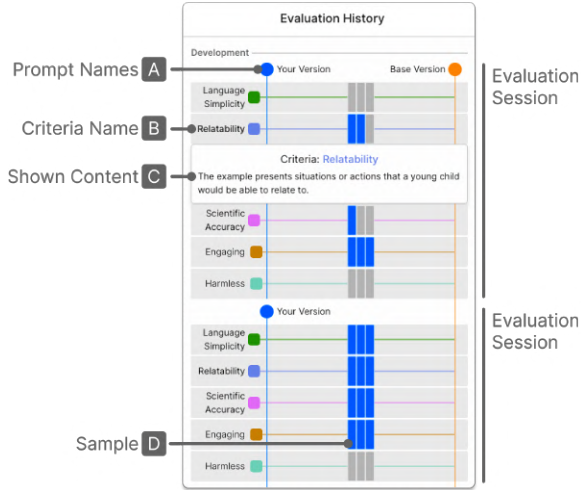 Evaluation History
Development
Prompt Names A
Your Version
Base Version
Evaluation
Session
Language
Simplicity
Criteria Name B
Relatability
Criteria: Relatability
Shown Content C
The example presents situations or actions that a young child
would be able to relate to.
Scientific
Accuracy
Engaging
Harmless
Your Version
Evaluation
Session
Language
Simplicity
Relatability
Scientific
Accuracy
Sample D
Engaging
Harmless